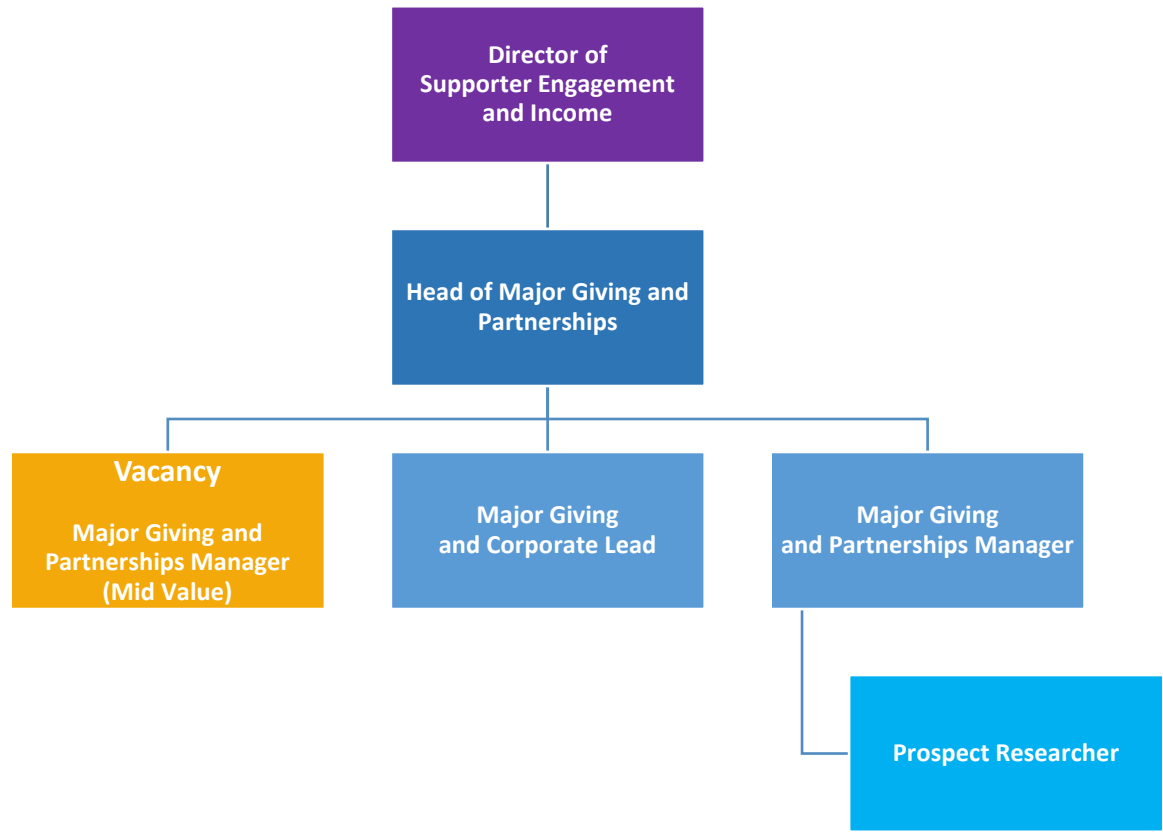 Director of
Supporter Engagement
and Income
Head of Major Giving and
Partnerships
Vacancy
Major Giving and
Partnerships Manager
(Mid Value)
Major Giving
and Corporate Lead
Major Giving
and Partnerships Manager
Prospect Researcher